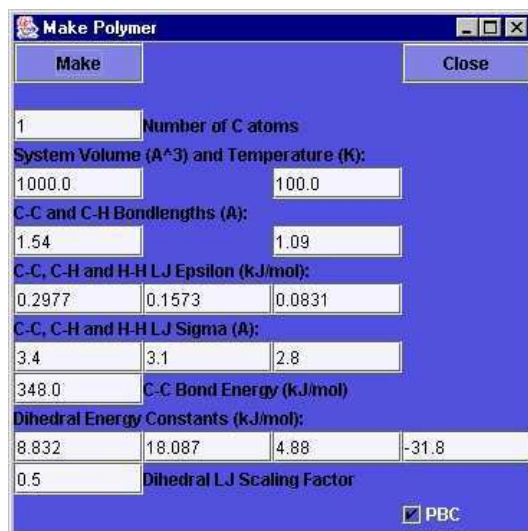 Make Polymer
Make Close
1 Number of C atoms
System Volume (A^3) and Temperature (K):
1000.0 100.0
C-C and C-H Bondlengths (A):
1.54 1.09
C-C, C-H and H-H LJ Epsilon (kJ/mol):
0.2977 0.1573 0.0831
C-C, C-H and H-H LJ Sigma (A):
3.4 3.1 2.8
348.0 C-C Bond Energy (kJ/mol)
Dihedral Energy Constants (kJ/mol):
8.832 18.087 4.88 -31.8
0.5 Dihedral LJ Scaling Factor
PBC